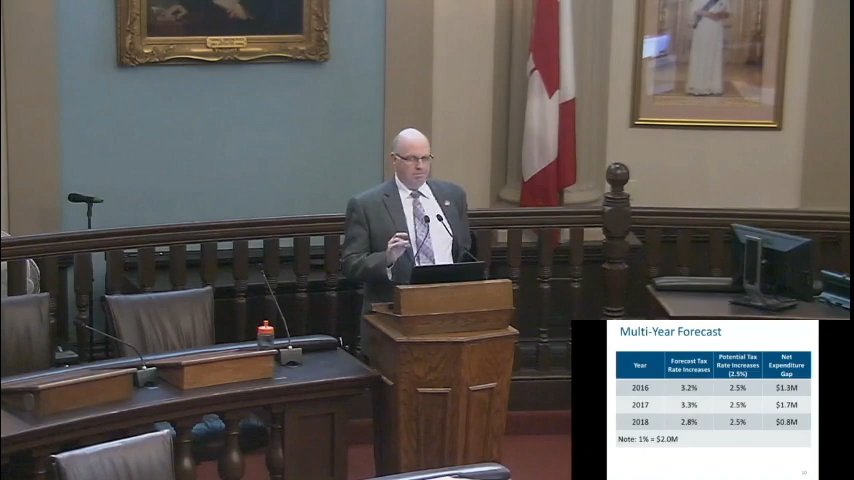 Multi-Year Forecast
Year Forecast Tax Rate Increases Potential Tax Rate Increases (2.5%) Net Expenditure Gap
2016 3.2% 2.5% $1.3M
2017 3.3% 2.5% $1.7M
2018 2.8% 2.5% $0.8M
Note: 1% = $2.0M